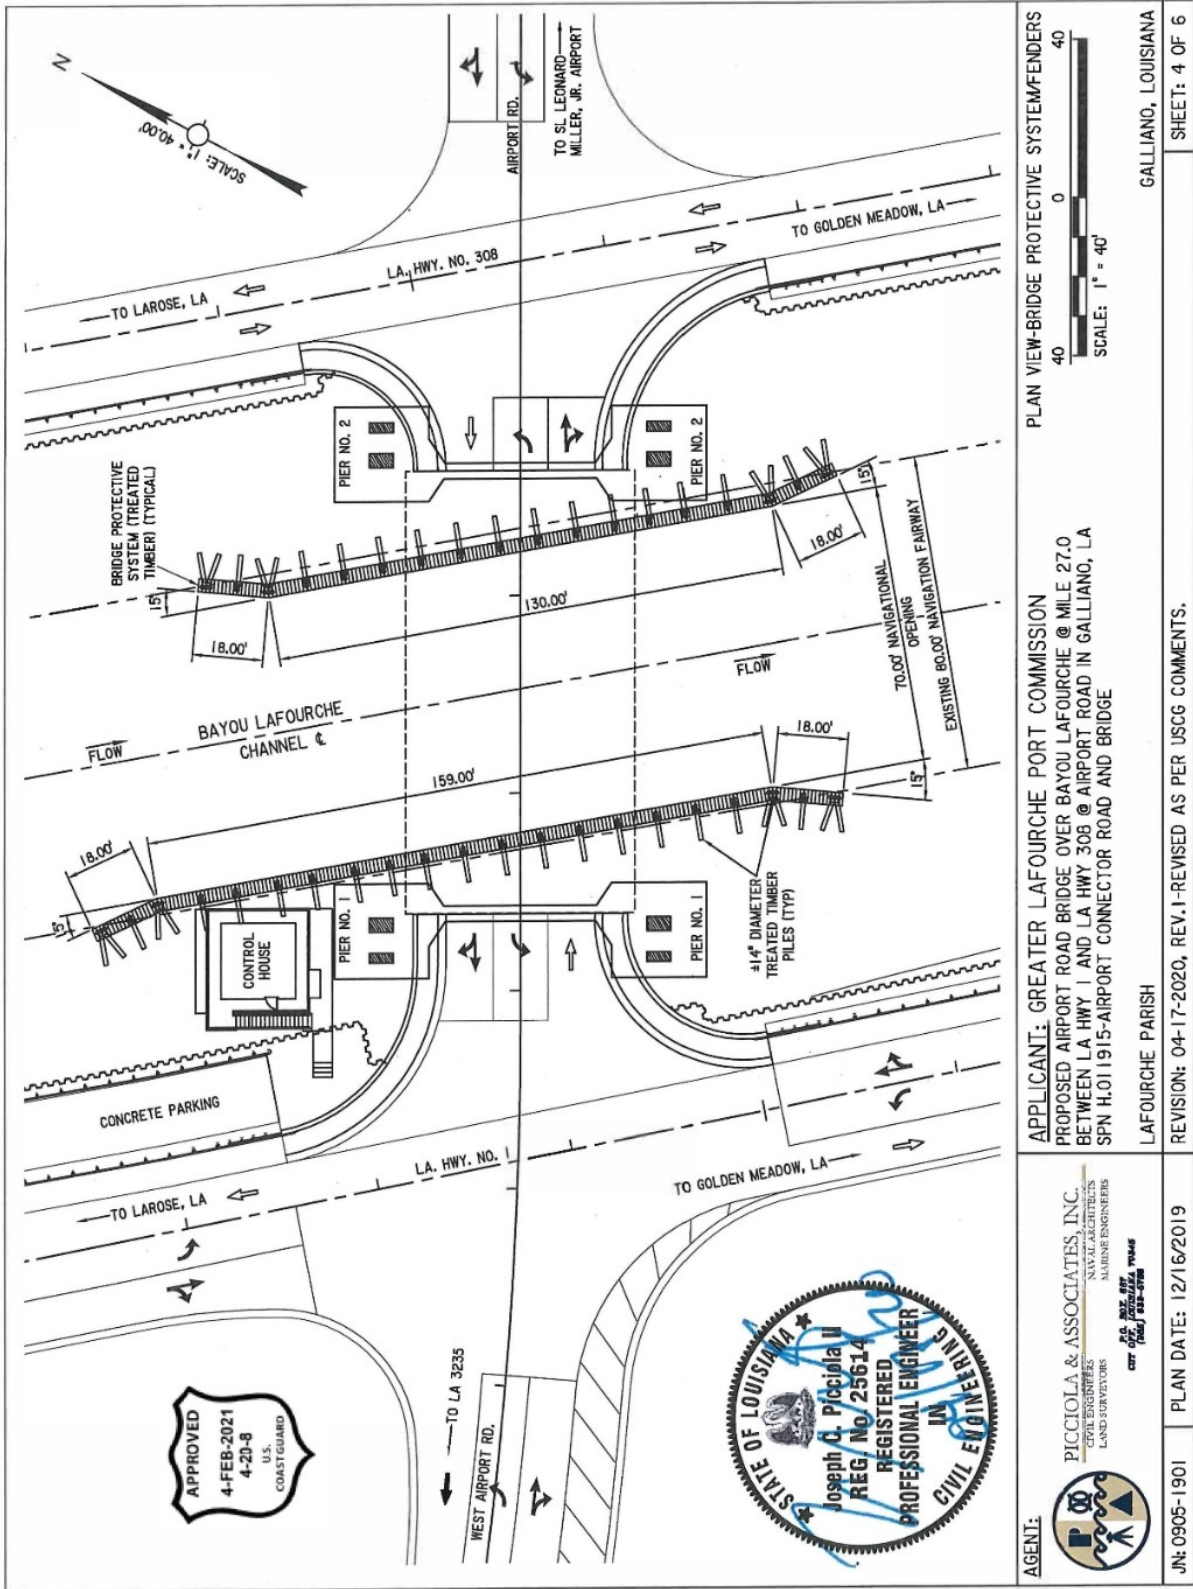 N
SCALE: 1" = 40.00'
AIRPORT RD.
TO SL LEONARD
MILLER, JR. AIRPORT
TO LAROSE, LA
LA. HWY. NO. 308
TO GOLDEN MEADOW, LA
BRIDGE PROTECTIVE
SYSTEM (TREATED
TIMBER) (TYPICAL)
PIER NO. 2
PIER NO. 2
15°
18.00'
130.00'
15°
18.00'
FLOW
BAYOU LAFOURCHE
CHANNEL ℄
FLOW
70.00' NAVIGATIONAL
OPENING
EXISTING 80.00' NAVIGATION FAIRWAY
18.00'
15°
159.00'
18.00'
15°
CONTROL
HOUSE
PIER NO. 1
PIER NO. 1
±14" DIAMETER
TREATED TIMBER
PILES (TYP)
CONCRETE PARKING
TO LAROSE, LA
LA. HWY. NO. 1
TO GOLDEN MEADOW, LA
TO LA 3235
WEST AIRPORT RD.
APPROVED
4-FEB-2021
4-20-8
U.S.
COAST GUARD
STATE OF LOUISIANA
Joseph C. Picciola II
REG. No. 25614
REGISTERED
PROFESSIONAL ENGINEER
IN
CIVIL ENGINEERING
AGENT:
P
PICCIOLA & ASSOCIATES, INC.
CIVIL ENGINEERS
NAVAL ARCHITECTS
LAND SURVEYORS
MARINE ENGINEERS
P.O. BOX 687
CUT OFF, LOUISIANA 70345
APPLICANT: GREATER LAFOURCHE PORT COMMISSION
PROPOSED AIRPORT ROAD BRIDGE OVER BAYOU LAFOURCHE @ MILE 27.0
BETWEEN LA HWY 1 AND LA HWY 308 @ AIRPORT ROAD IN GALLIANO, LA
SPN H.011915-AIRPORT CONNECTOR ROAD AND BRIDGE
LAFOURCHE PARISH
PLAN VIEW-BRIDGE PROTECTIVE SYSTEM/FENDERS
40 0 40
SCALE: 1" = 40'
GALLIANO, LOUISIANA
JN: 0905-1901
PLAN DATE: 12/16/2019
REVISION: 04-17-2020, REV.1-REVISED AS PER USCG COMMENTS.
SHEET: 4 OF 6